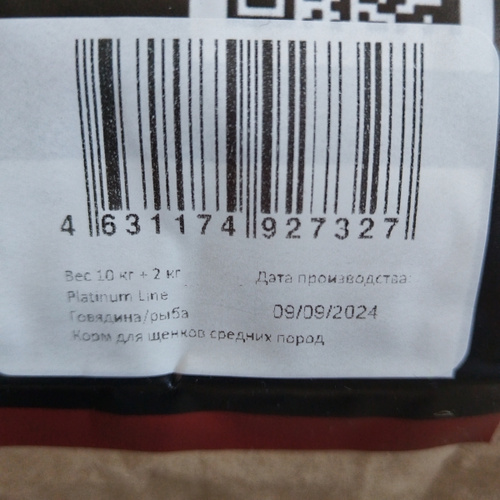 4 631174 927327
Вес 10 кг + 2 кг
Дата производства:
Platinum Line
Говядина/рыба
09/09/2024
Корм для щенков средних пород